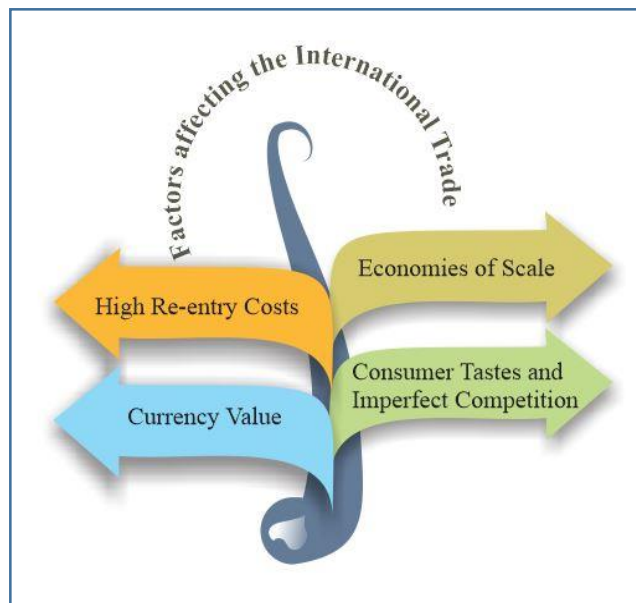 Factors affecting the International Trade
High Re-entry Costs
Economies of Scale
Currency Value
Consumer Tastes and
Imperfect Competition